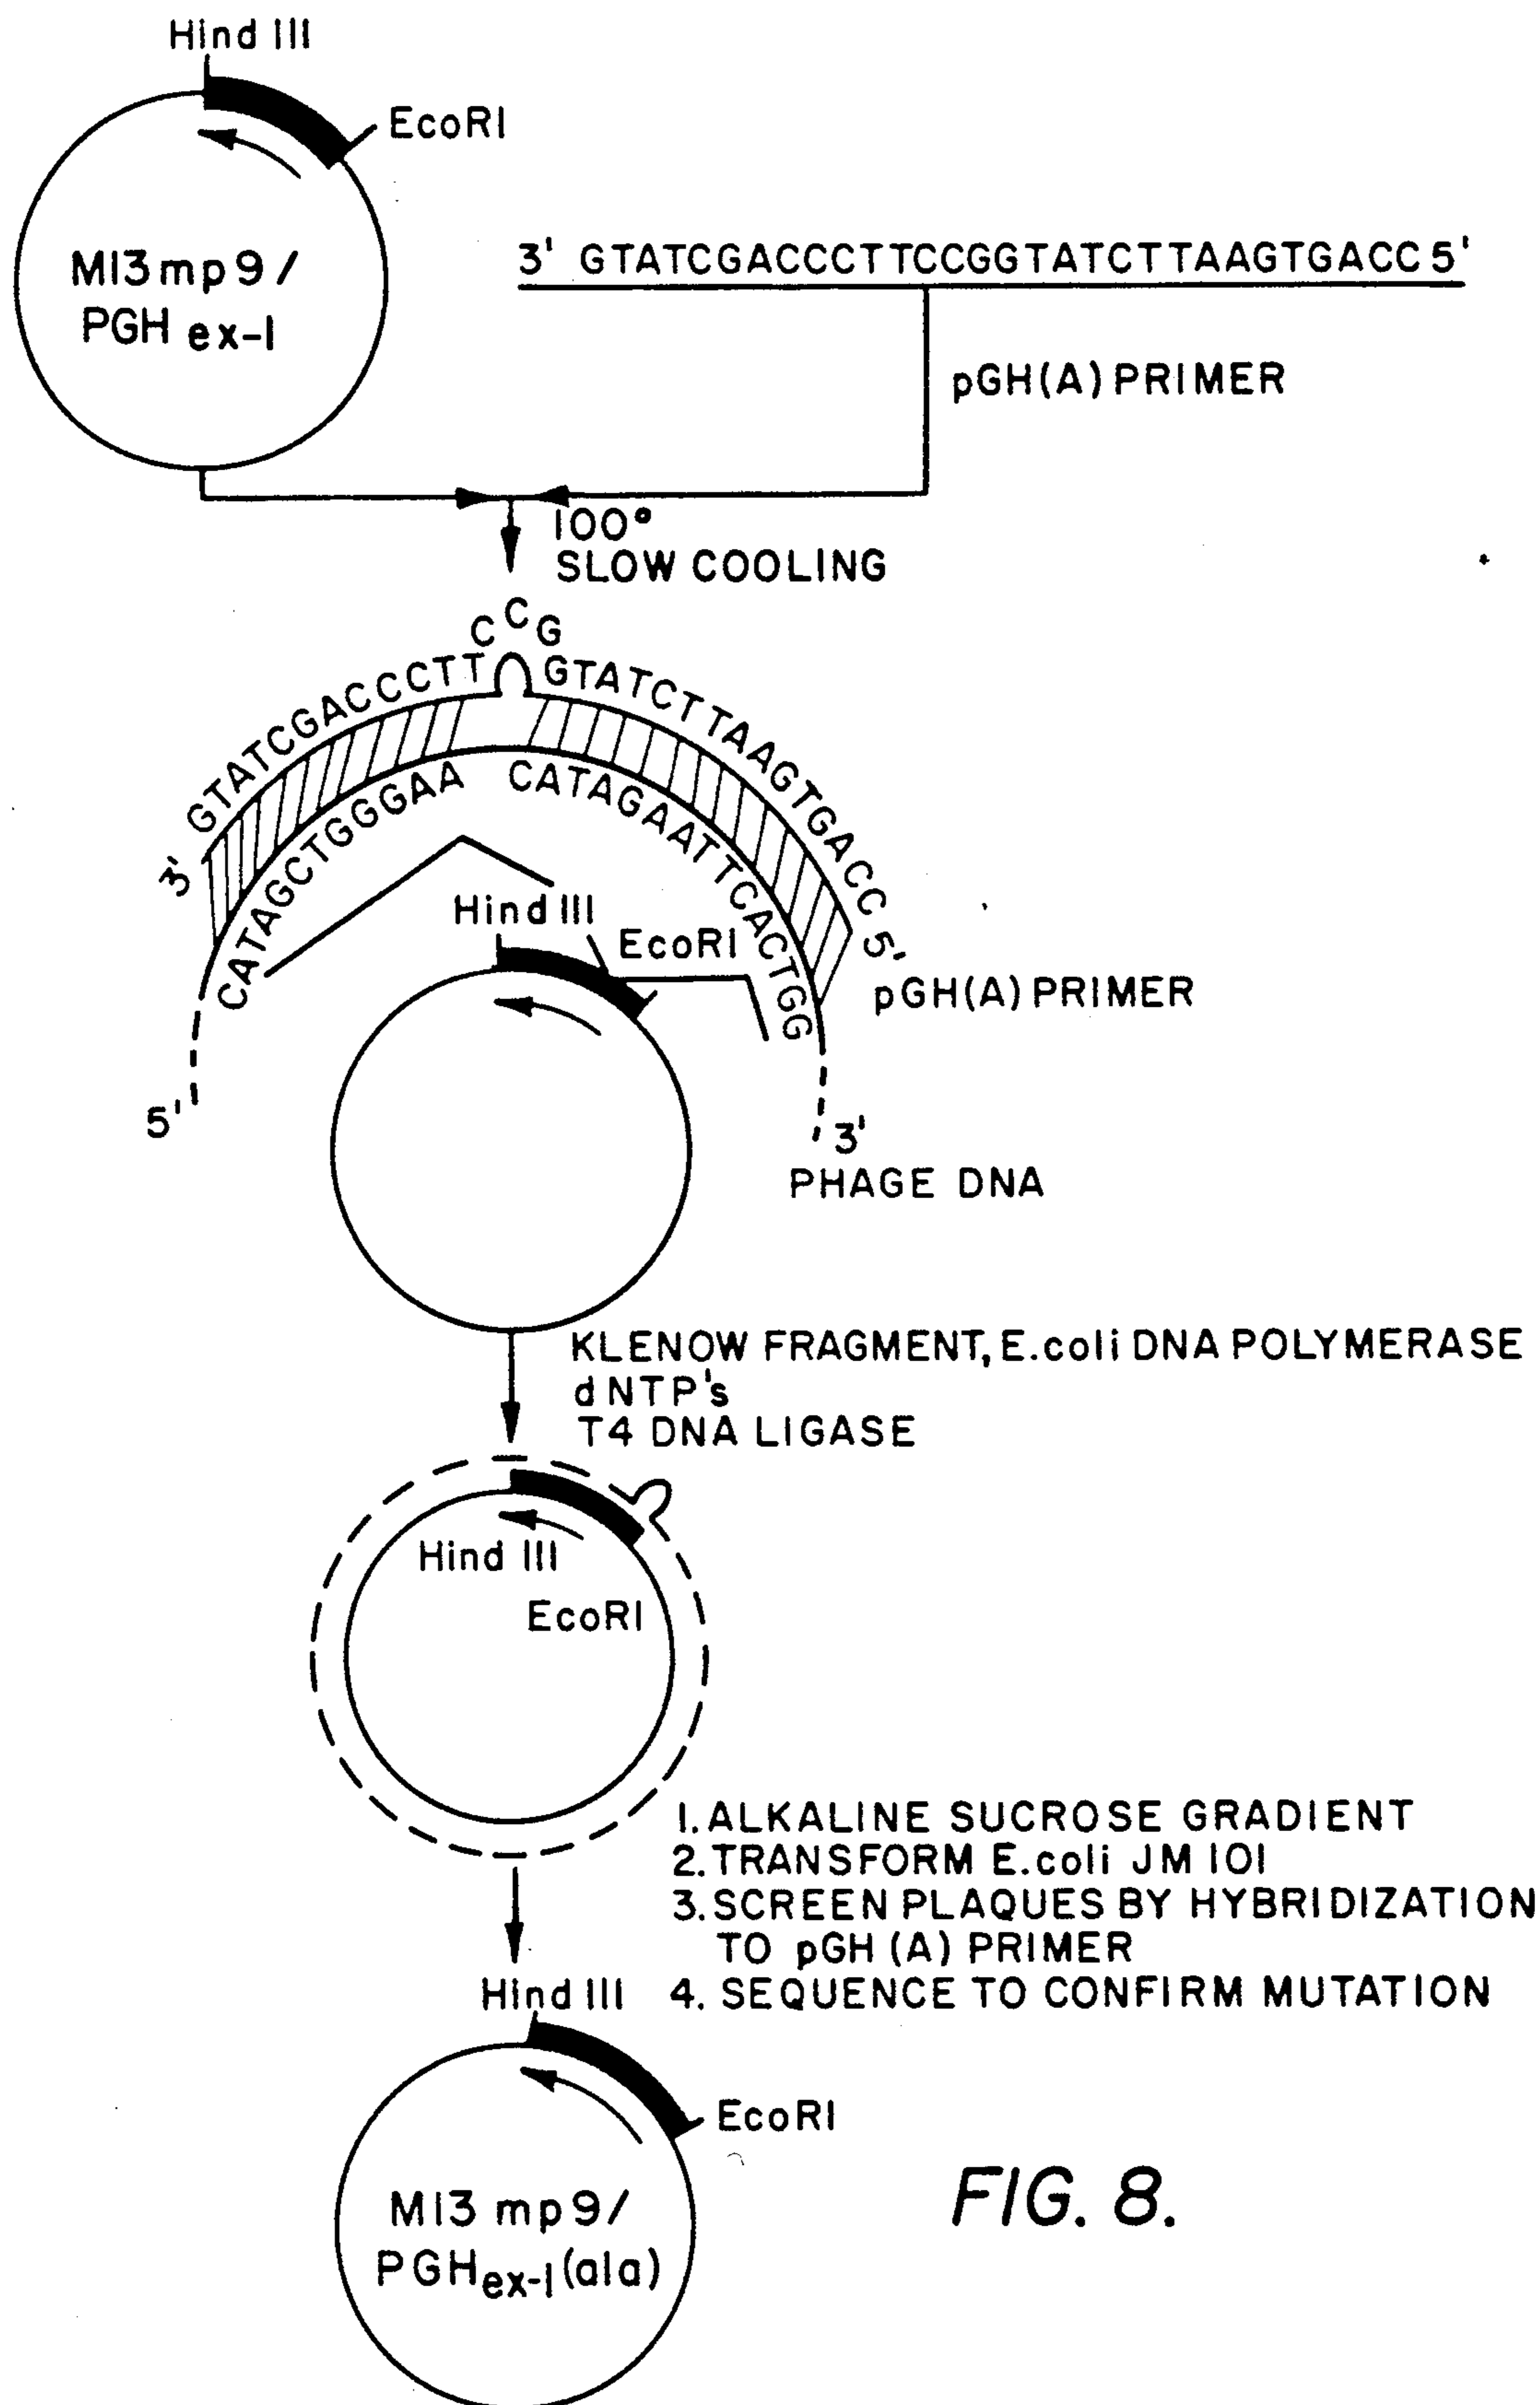 Hind III
EcoRI
M13mp9/
PGH ex-1
3' GTATCGACCCTTCCGGTATCTTAAGTGACC 5'
pGH(A) PRIMER
100°
SLOW COOLING
CCG
3' GTATCGACCCTT GTATCTTAAGTGACC 5'
CATAGCTGGGAA CATAGAATTCACTGG
Hind III
EcoRI
pGH(A) PRIMER
5'
3'
PHAGE DNA
KLENOW FRAGMENT, E.coli DNA POLYMERASE
dNTP's
T4 DNA LIGASE
Hind III
EcoRI
1. ALKALINE SUCROSE GRADIENT
2. TRANSFORM E.coli JM 101
3. SCREEN PLAQUES BY HYBRIDIZATION
TO pGH (A) PRIMER
4. SEQUENCE TO CONFIRM MUTATION
Hind III
EcoRI
M13 mp9/
PGHex-1(ala)
FIG. 8.